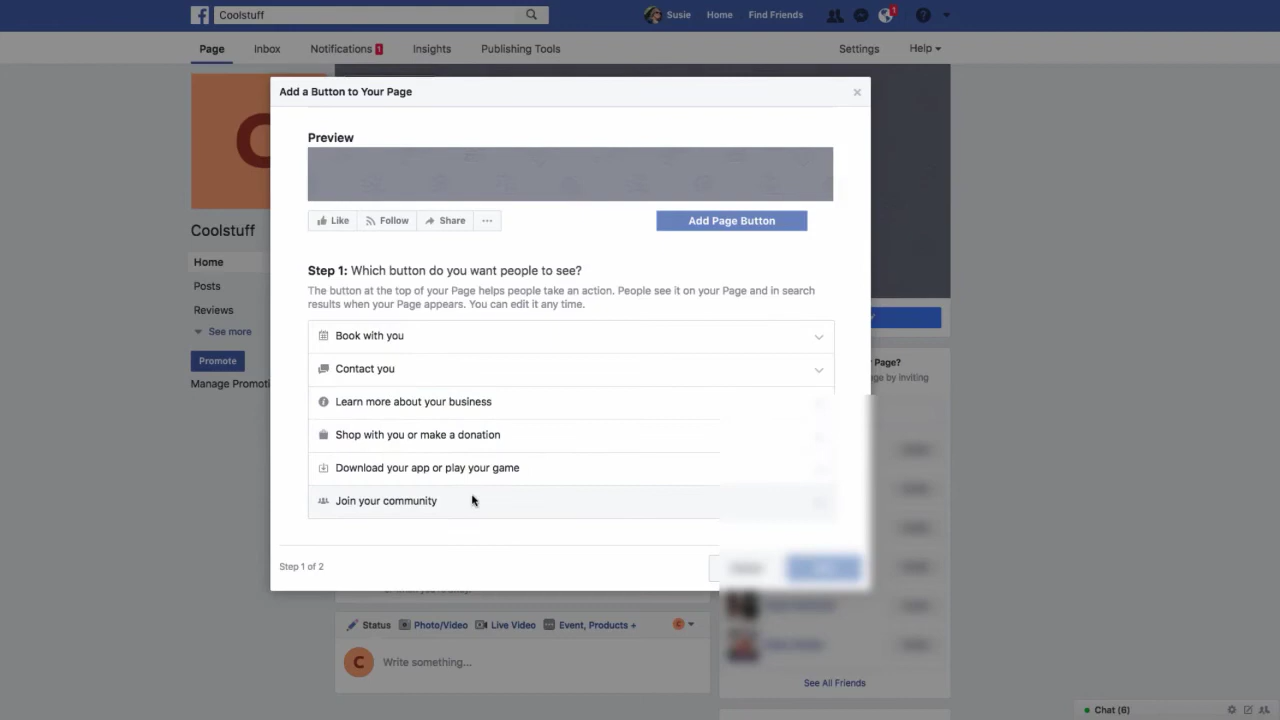 Coolstuff
Susie Home Find Friends 1
Page Inbox Notifications 1 Insights Publishing Tools Settings Help
Add a Button to Your Page
Preview
Like Follow Share Add Page Button
C
Coolstuff
Home
Posts
Reviews
See more
Promote
Manage Promoti
Step 1: Which button do you want people to see?
The button at the top of your Page helps people take an action. People see it on your Page and in search
results when your Page appears. You can edit it any time.
Book with you
Contact you
Learn more about your business
Shop with you or make a donation
Download your app or play your game
Join your community
Page?
ge by inviting
Step 1 of 2
Status Photo/Video Live Video Event, Products + C
C Write something...
See All Friends
Chat (6)